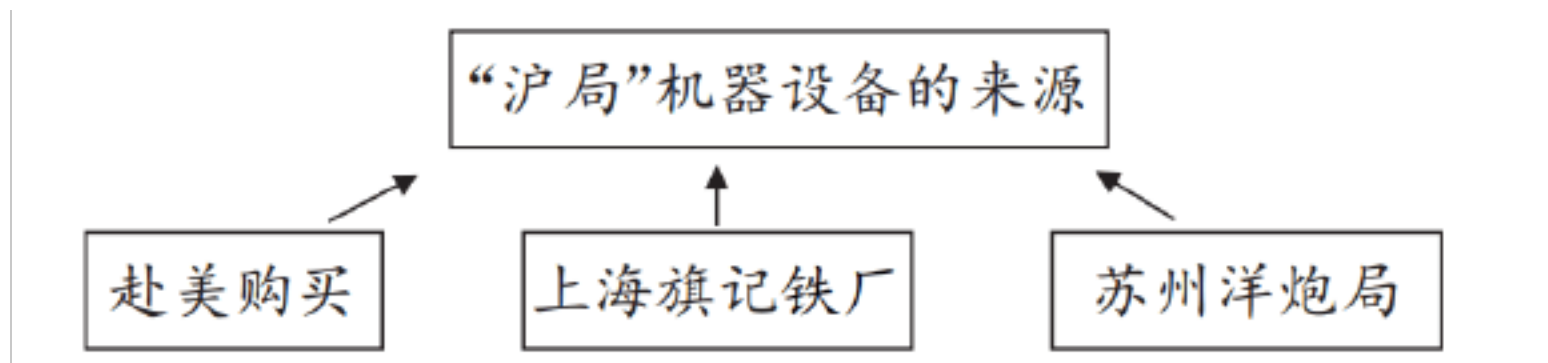 “沪局”机器设备的来源
赴美购买
上海旗记铁厂
苏州洋炮局